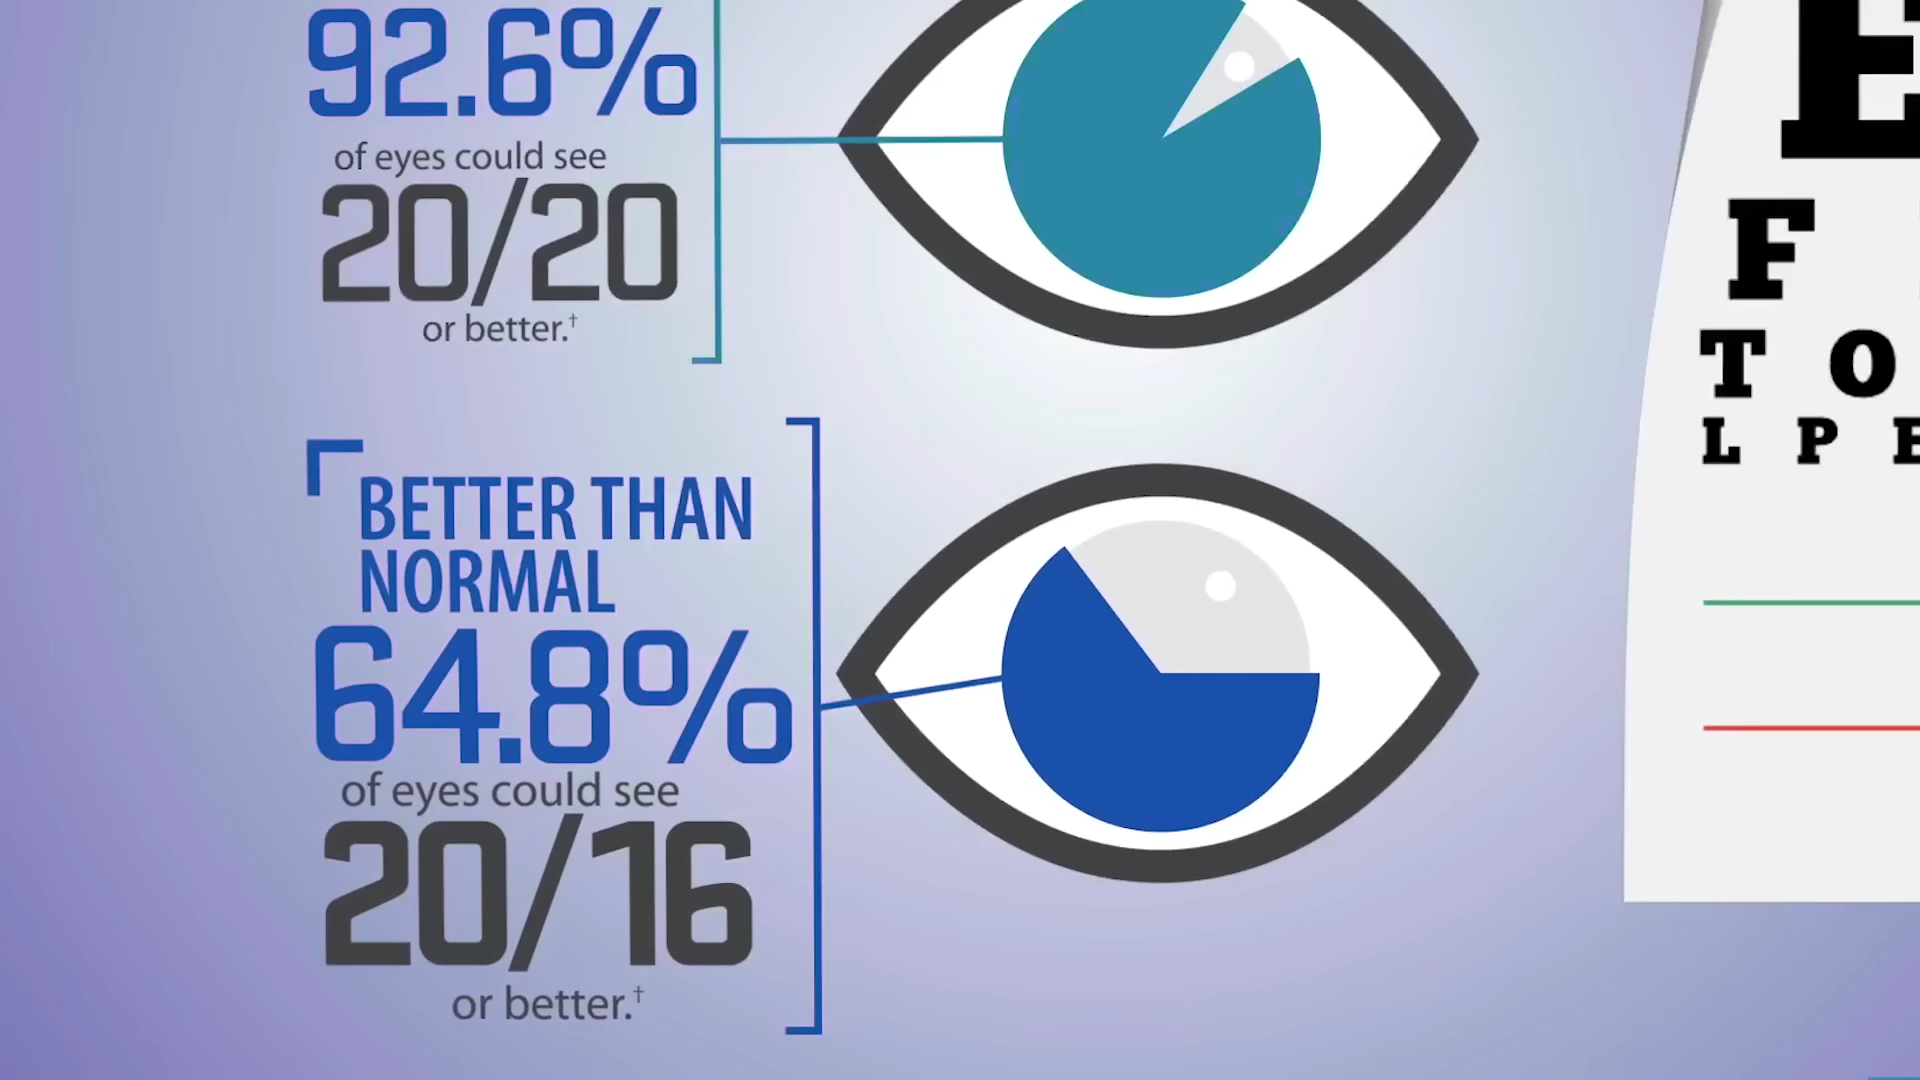 92.6%
of eyes could see
20/20
or better.†
BETTER THAN
NORMAL
64.8%
of eyes could see
20/16
or better.†
E
F
T O
L P E